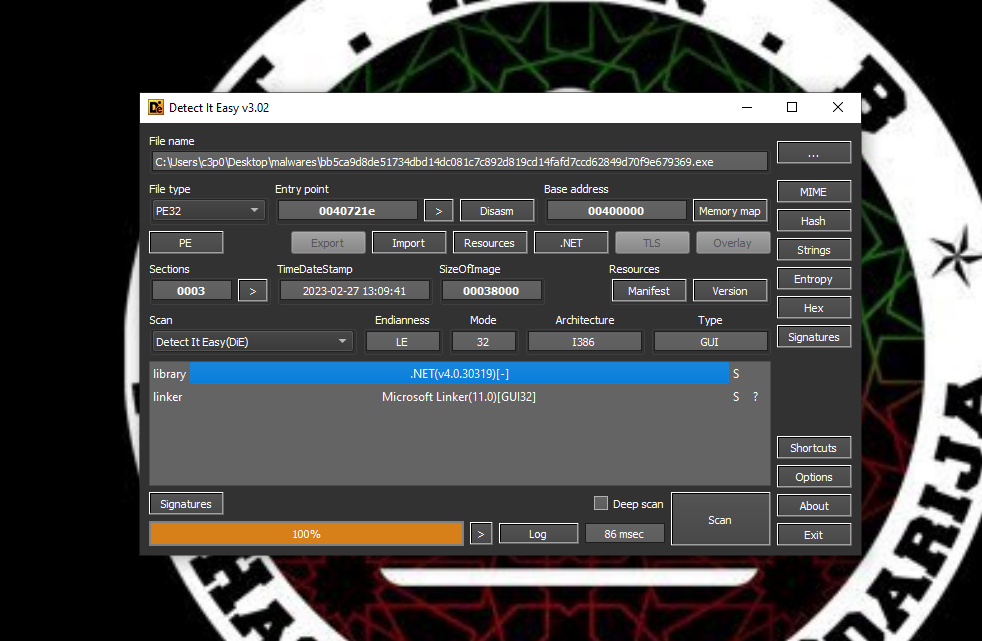 Detect It Easy v3.02
File name
C:\Users\c3p0\Desktop\malwares\bb5ca9d8de51734dbd14dc081c7c892d819cd14fafd7ccd62849d70f9e679369.exe
...
File type
Entry point
Base address
PE32
0040721e
>
Disasm
00400000
Memory map
MIME
PE
Export
Import
Resources
.NET
TLS
Overlay
Hash
Strings
Sections
TimeDateStamp
SizeOfImage
Resources
0003
>
2023-02-27 13:09:41
00038000
Manifest
Version
Entropy
Hex
Scan
Endianness
Mode
Architecture
Type
Detect It Easy(DiE)
LE
32
I386
GUI
Signatures
library
.NET(v4.0.30319)[-]
S
linker
Microsoft Linker(11.0)[GUI32]
S
?
Shortcuts
Options
Signatures
Deep scan
Scan
About
100%
>
Log
86 msec
Exit
DARIJA